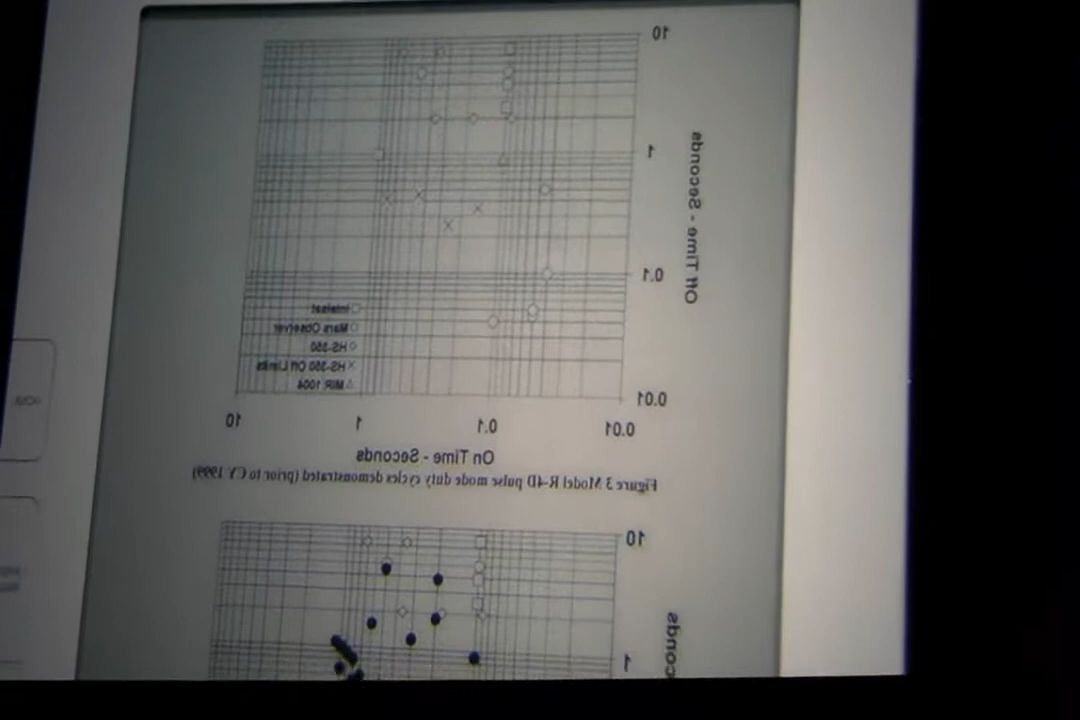 10
1
0.1
0.01
Off Time - Seconds
Intelsat
Mars Observer
HS-350
HS-350 Off Limits
MIR 1004
0.01 0.1 1 10
On Time - Seconds
Figure 3 Model R-4D pulse mode duty cycles demonstrated (prior to CY 1999)
10
1